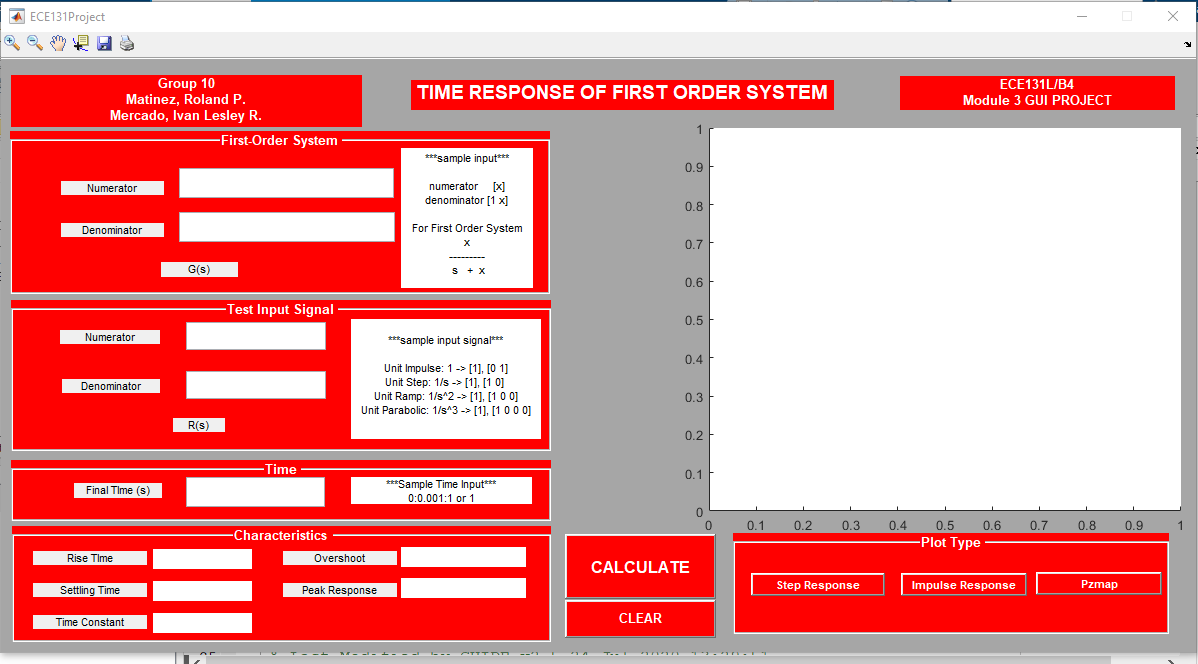 ECE131Project
Group 10
Matinez, Roland P.
Mercado, Ivan Lesley R.
TIME RESPONSE OF FIRST ORDER SYSTEM
ECE131L/B4
Module 3 GUI PROJECT
First-Order System
Numerator
Denominator
G(s)
***sample input***
numerator [x]
denominator [1 x]
For First Order System
x
---------
s + x
Test Input Signal
Numerator
Denominator
R(s)
***sample input signal***
Unit Impulse: 1 -> [1], [0 1]
Unit Step: 1/s -> [1], [1 0]
Unit Ramp: 1/s^2 -> [1], [1 0 0]
Unit Parabolic: 1/s^3 -> [1], [1 0 0 0]
Time
Final TIme (s)
***Sample Time Input***
0:0.001:1 or 1
Characteristics
Rise TIme
Overshoot
Settling Time
Peak Response
Time Constant
CALCULATE
CLEAR
1
0.9
0.8
0.7
0.6
0.5
0.4
0.3
0.2
0.1
0
0 0.1 0.2 0.3 0.4 0.5 0.6 0.7 0.8 0.9 1
Plot Type
Step Response
Impulse Response
Pzmap